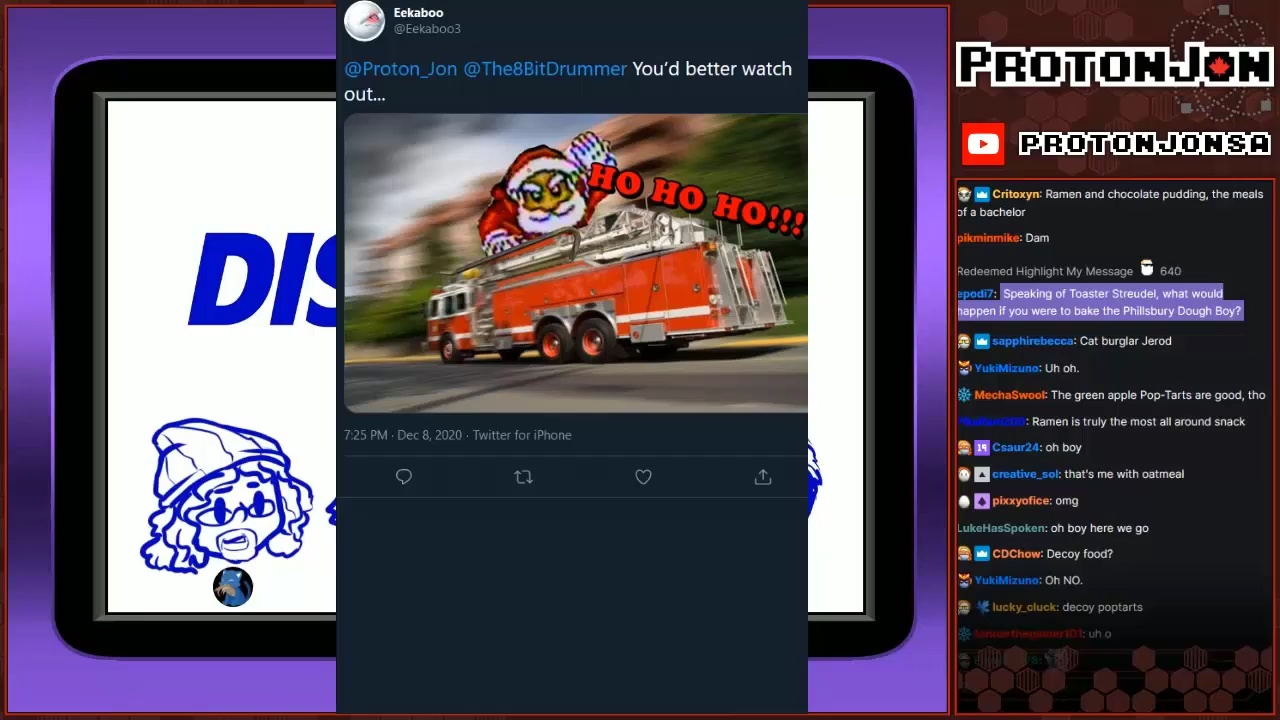 Eekaboo
@Eekaboo3
@Proton_Jon @The8BitDrummer You'd better watch
out...
HO HO HO!!!
7:25 PM · Dec 8, 2020 · Twitter for iPhone
DIS
PROTONJON
PROTONJONSA
Critoxyn: Ramen and chocolate pudding, the meals
of a bachelor
pikminmike: Dam
Redeemed Highlight My Message 640
epodi7: Speaking of Toaster Streudel, what would
happen if you were to bake the Phillsbury Dough Boy?
sapphirebecca: Cat burglar Jerod
YukiMizuno: Uh oh.
MechaSwool: The green apple Pop-Tarts are good, tho
Ramen is truly the most all around snack
19 Csaur24: oh boy
creative_sol: that's me with oatmeal
pixxyofice: omg
LukeHasSpoken: oh boy here we go
CDChow: Decoy food?
YukiMizuno: Oh NO.
lucky_cluck: decoy poptarts
uh o